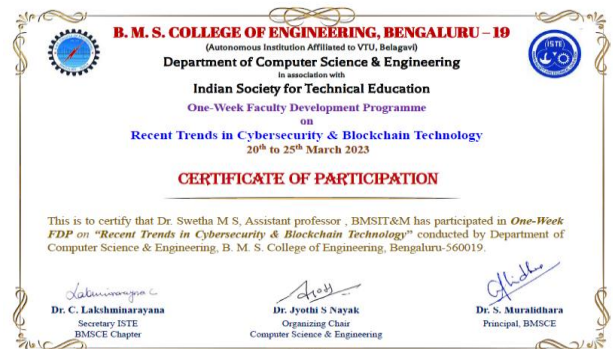 B. M. S. COLLEGE OF ENGINEERING, BENGALURU – 19
(Autonomous Institution Affiliated to VTU, Belagavi)
Department of Computer Science & Engineering
in association with
Indian Society for Technical Education
One-Week Faculty Development Programme
on
Recent Trends in Cybersecurity & Blockchain Technology
20th to 25th March 2023
CERTIFICATE OF PARTICIPATION
This is to certify that Dr. Swetha M S, Assistant professor , BMSIT&M has participated in One-Week
FDP on “Recent Trends in Cybersecurity & Blockchain Technology” conducted by Department of
Computer Science & Engineering, B. M. S. College of Engineering, Bengaluru-560019.
Dr. C. Lakshminarayana
Secretary ISTE
BMSCE Chapter
Dr. Jyothi S Nayak
Organizing Chair
Computer Science & Engineering
Dr. S. Muralidhara
Principal, BMSCE
ISTE